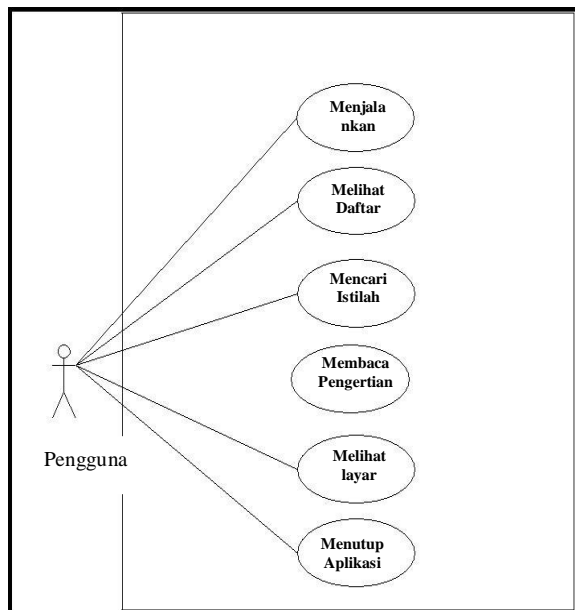 Menjala
nkan
Melihat
Daftar
Mencari
Istilah
Membaca
Pengertian
Pengguna
Melihat
layar
Menutup
Aplikasi